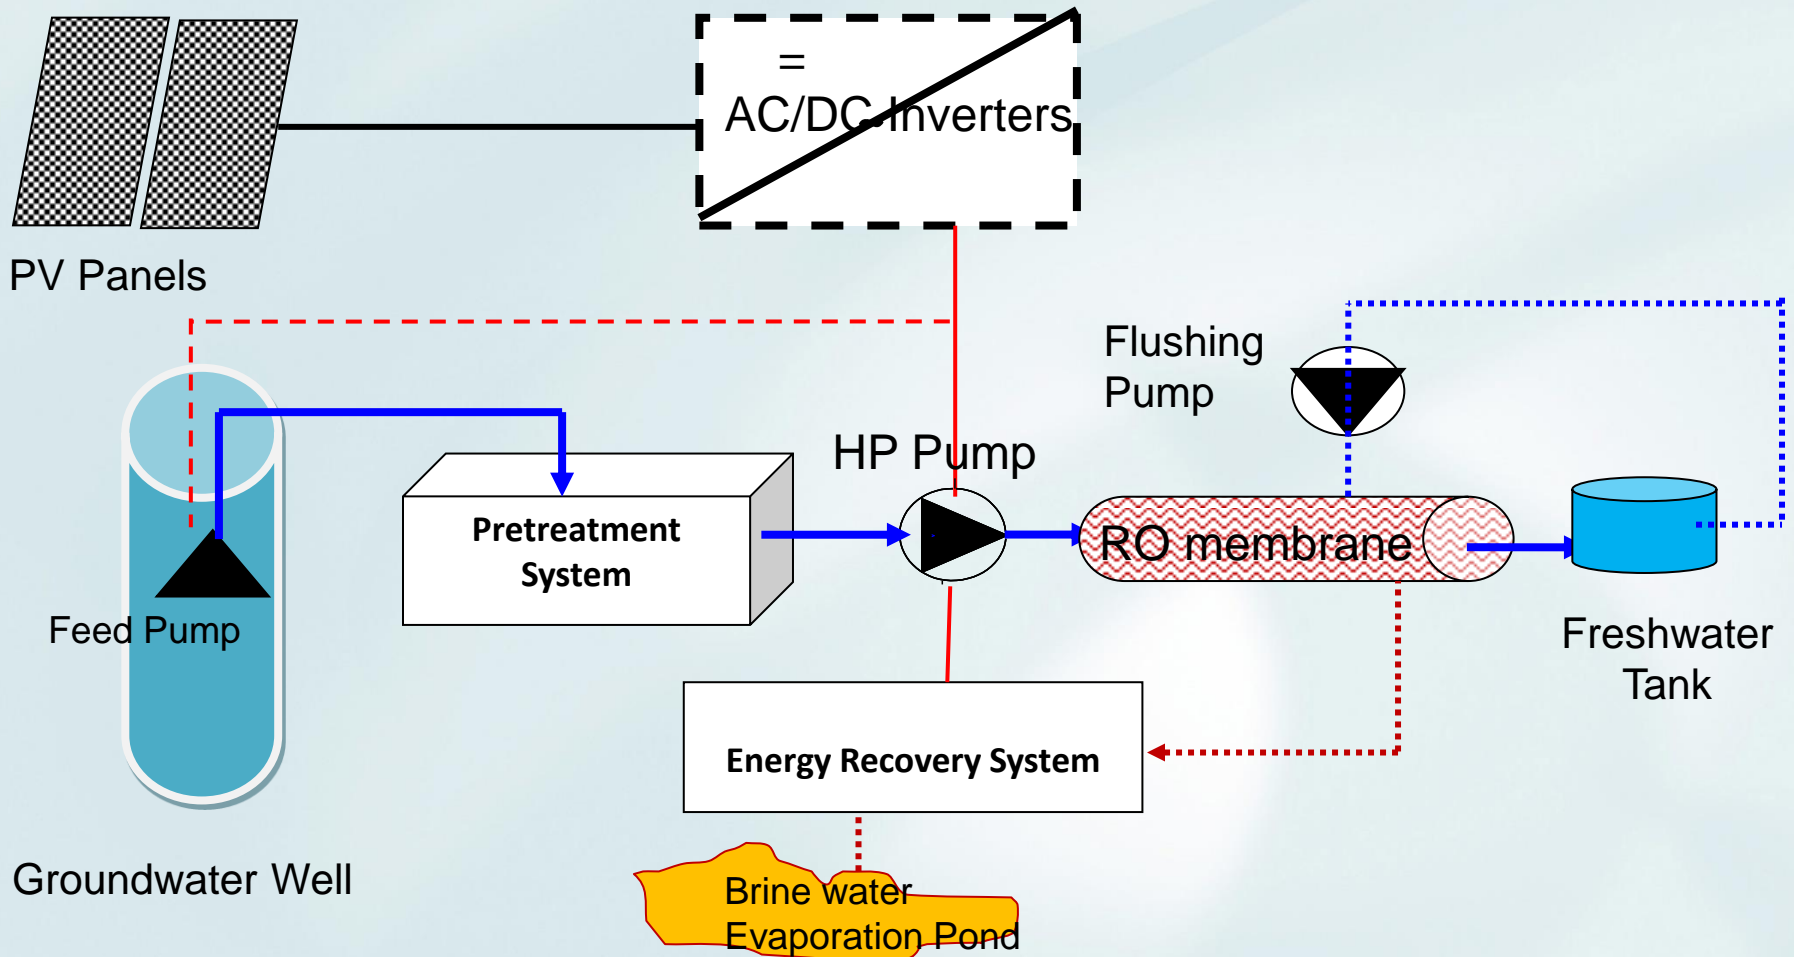 =
AC/DC Inverters
PV Panels
Flushing
Pump
HP Pump
Pretreatment
System
RO membrane
Feed Pump
Freshwater
Tank
Energy Recovery System
Groundwater Well
Brine water
Evaporation Pond